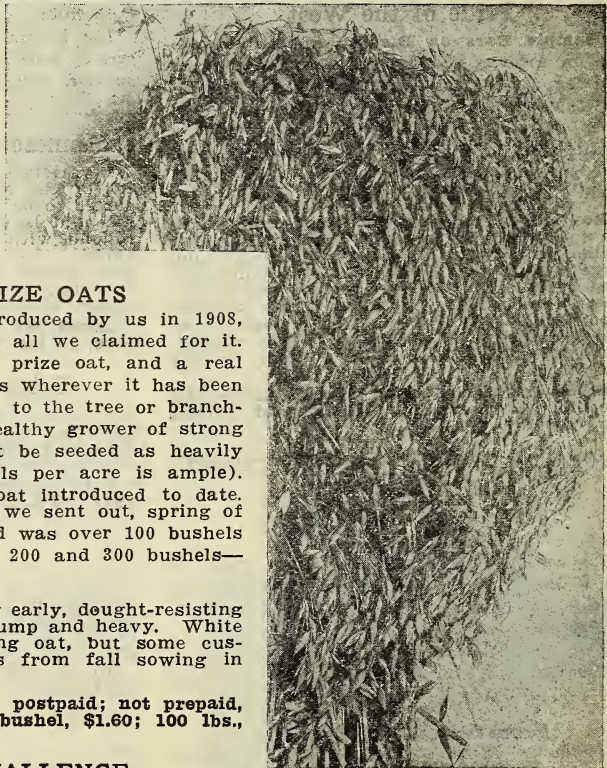 IZE OATS
roduced by us in 1908,
all we claimed for it.
prize oat, and a real
s wherever it has been
to the tree or branch-
ealthy grower of strong
t be seeded as heavily
ls per acre is ample).
oat introduced to date.
we sent out, spring of
d was over 100 bushels
200 and 300 bushels—
early, dought-resisting
ump and heavy. White
ng oat, but some cus-
s from fall sowing in
postpaid; not prepaid,
bushel, $1.60; 100 lbs.,
ALLENGE